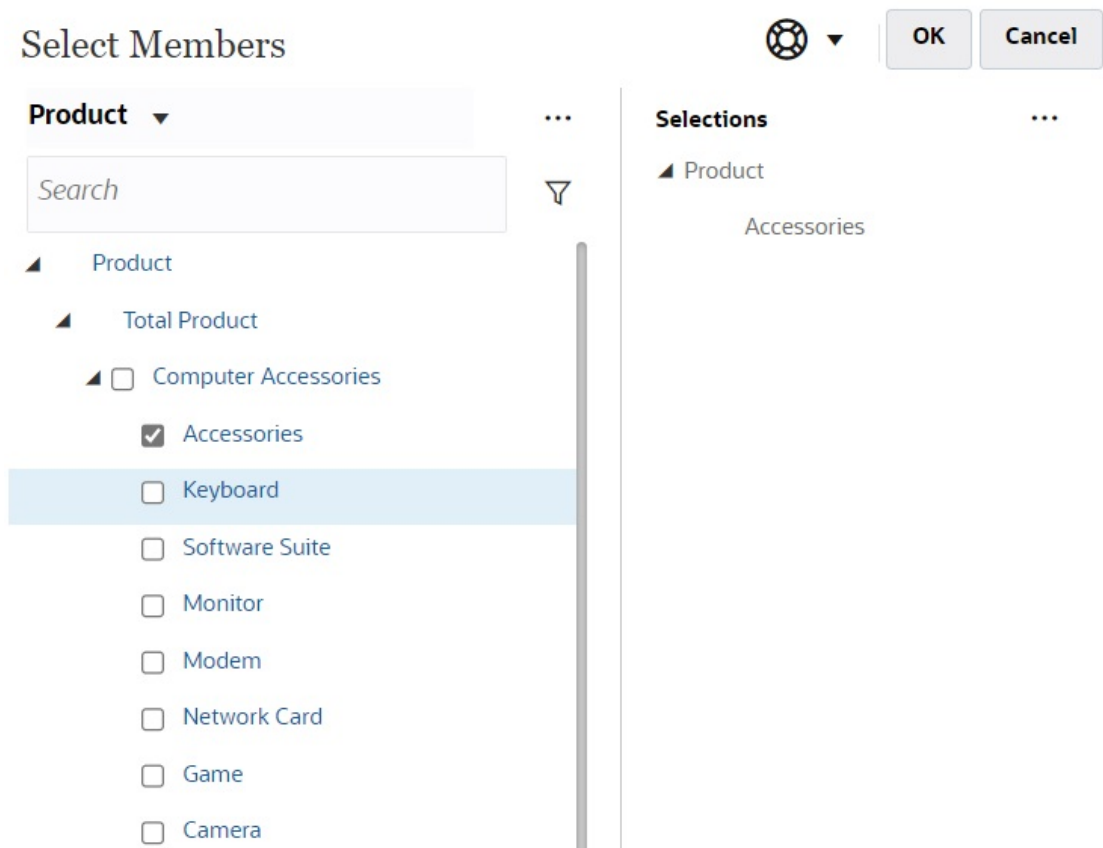 Select Members
OK
Cancel
Product
Search
Product
Total Product
Computer Accessories
Accessories
Keyboard
Software Suite
Monitor
Modem
Network Card
Game
Camera
Selections
Product
Accessories